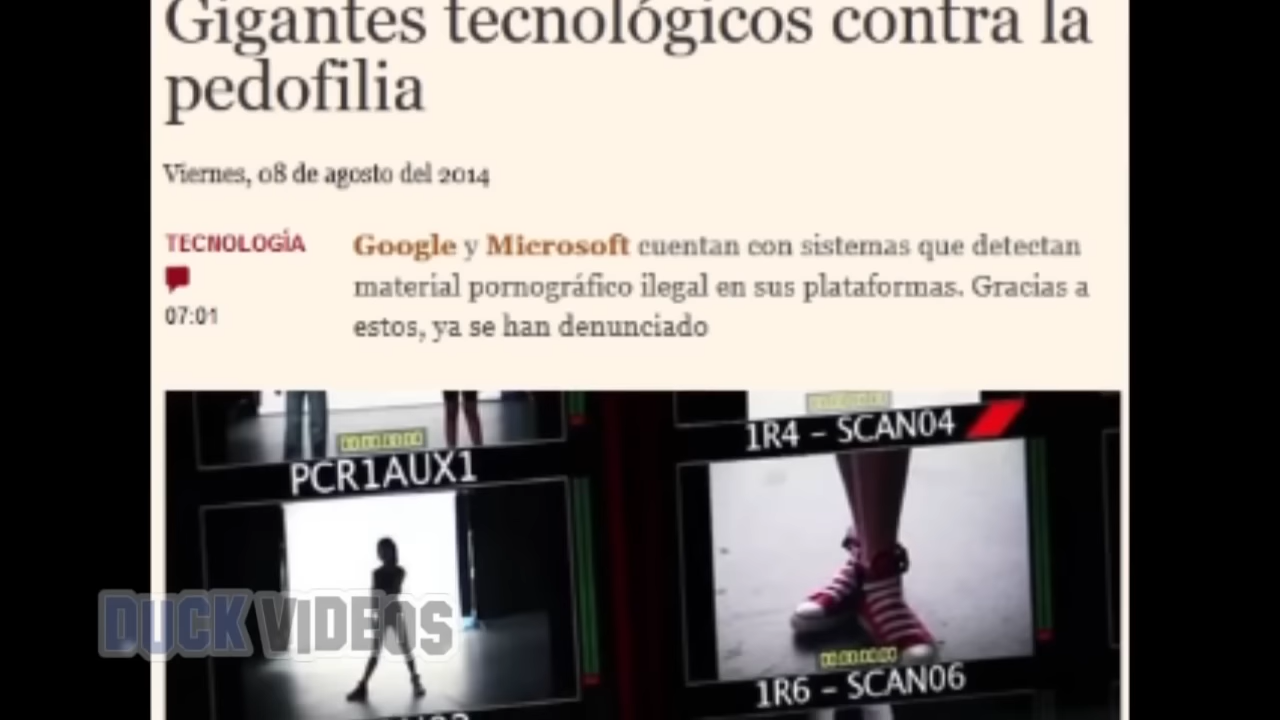 Gigantes tecnológicos contra la
pedofilia
Viernes, 08 de agosto del 2014
TECNOLOGÍA
07:01
Google y Microsoft cuentan con sistemas que detectan
material pornográfico ilegal en sus plataformas. Gracias a
estos, ya se han denunciado
PCR1AUX1
1R4 - SCAN04
1R6 - SCAN06
DUCK VIDEOS